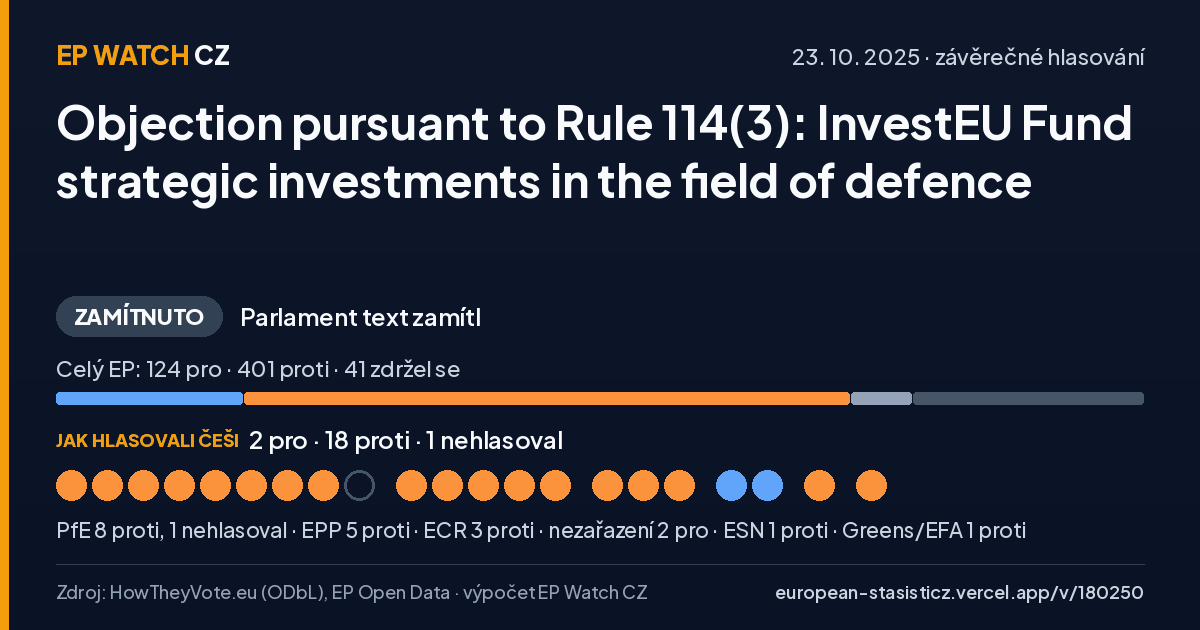 EP WATCH CZ
23. 10. 2025 · závěrečné hlasování
Objection pursuant to Rule 114(3): InvestEU Fund
strategic investments in the field of defence
ZAMÍTNUTO
Parlament text zamítl
Celý EP: 124 pro · 401 proti · 41 zdržel se
JAK HLASOVALI ČEŠI 2 pro · 18 proti · 1 nehlasoval
PfE 8 proti, 1 nehlasoval · EPP 5 proti · ECR 3 proti · nezařazení 2 pro · ESN 1 proti · Greens/EFA 1 proti
Zdroj: HowTheyVote.eu (ODbL), EP Open Data · výpočet EP Watch CZ
european-stasisticz.vercel.app/v/180250